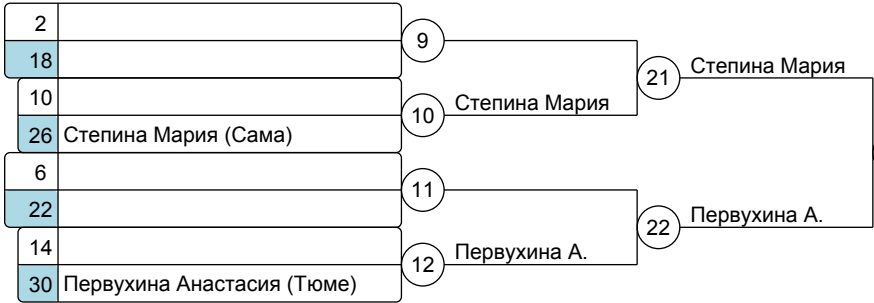 2
9
18
21 Степина Мария
10
10 Степина Мария
26 Степина Мария (Сама)
6
11
22
22 Первухина А.
14
12 Первухина А.
30 Первухина Анастасия (Тюме)